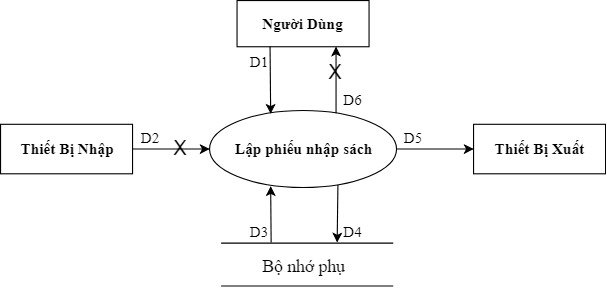 Người Dùng
D1
X
D6
Thiết Bị Nhập
D2
X
Lập phiếu nhập sách
D5
Thiết Bị Xuất
D3
D4
Bộ nhớ phụ